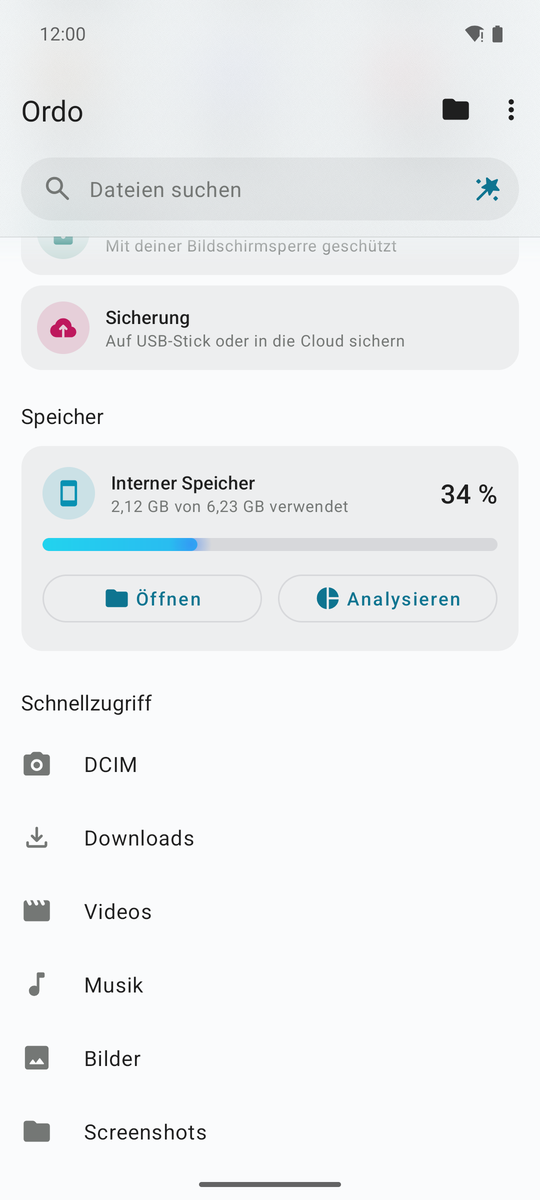 12:00
Ordo
Dateien suchen
Mit deiner Bildschirmsperre geschützt
Sicherung
Auf USB-Stick oder in die Cloud sichern
Speicher
Interner Speicher
2,12 GB von 6,23 GB verwendet
34 %
Öffnen
Analysieren
Schnellzugriff
DCIM
Downloads
Videos
Musik
Bilder
Screenshots